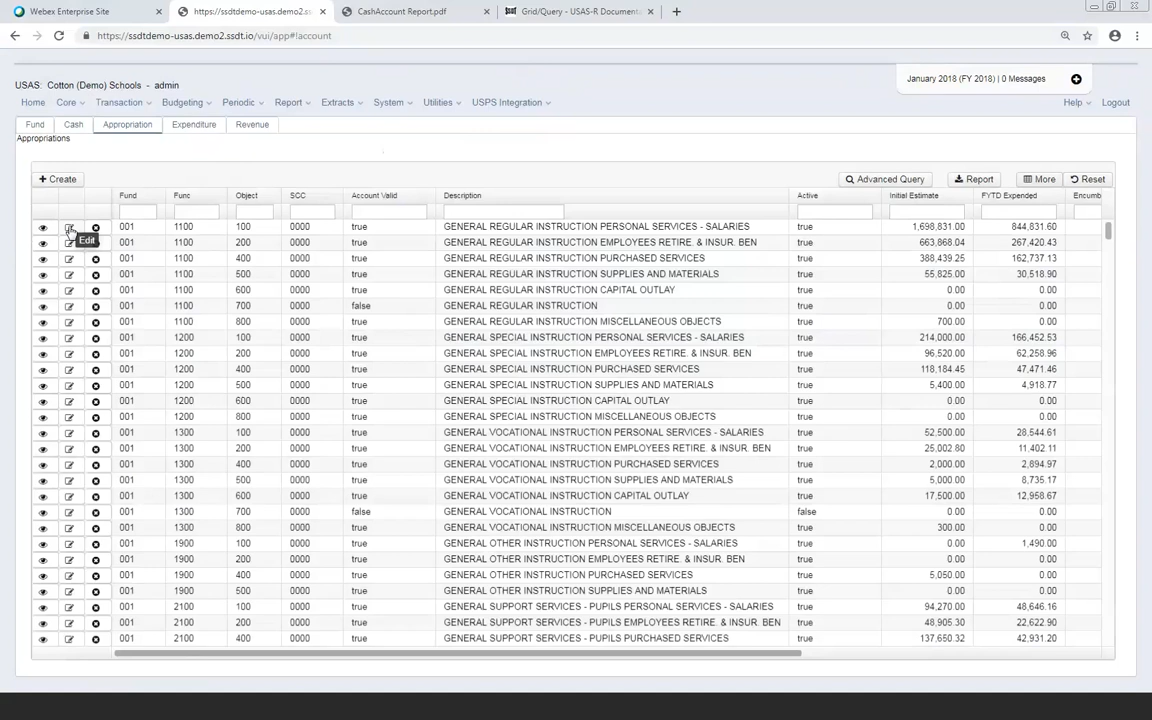 Webex Enterprise Site
https://ssdtdemo-usas.demo2.ss
CashAccount Report.pdf
Grid/Query - USAS-R Documenta
https://ssdtdemo-usas.demo2.ssdt.io/vui/app#!account
USAS: Cotton (Demo) Schools - admin
January 2018 (FY 2018) | 0 Messages
Home Core Transaction Budgeting Periodic Report Extracts System Utilities USPS Integration Help Logout
Fund Cash Appropriation Expenditure Revenue
Appropriations
+ Create Advanced Query Report More Reset
Fund Func Object SCC Account Valid Description Active Initial Estimate FYTD Expended Encumb
001 1100 100 0000 true GENERAL REGULAR INSTRUCTION PERSONAL SERVICES - SALARIES true 1,698,831.00 844,831.60
Edit
001 1100 200 0000 true GENERAL REGULAR INSTRUCTION EMPLOYEES RETIRE. & INSUR. BEN true 663,868.04 267,420.43
001 1100 400 0000 true GENERAL REGULAR INSTRUCTION PURCHASED SERVICES true 388,439.25 162,737.13
001 1100 500 0000 true GENERAL REGULAR INSTRUCTION SUPPLIES AND MATERIALS true 55,825.00 30,518.90
001 1100 600 0000 true GENERAL REGULAR INSTRUCTION CAPITAL OUTLAY true 0.00 0.00
001 1100 700 0000 false GENERAL REGULAR INSTRUCTION true 0.00 0.00
001 1100 800 0000 true GENERAL REGULAR INSTRUCTION MISCELLANEOUS OBJECTS true 700.00 0.00
001 1200 100 0000 true GENERAL SPECIAL INSTRUCTION PERSONAL SERVICES - SALARIES true 214,000.00 166,452.53
001 1200 200 0000 true GENERAL SPECIAL INSTRUCTION EMPLOYEES RETIRE. & INSUR. BEN true 96,520.00 62,258.96
001 1200 400 0000 true GENERAL SPECIAL INSTRUCTION PURCHASED SERVICES true 118,184.45 47,471.46
001 1200 500 0000 true GENERAL SPECIAL INSTRUCTION SUPPLIES AND MATERIALS true 5,400.00 4,918.77
001 1200 600 0000 true GENERAL SPECIAL INSTRUCTION CAPITAL OUTLAY true 0.00 0.00
001 1200 800 0000 true GENERAL SPECIAL INSTRUCTION MISCELLANEOUS OBJECTS true 0.00 0.00
001 1300 100 0000 true GENERAL VOCATIONAL INSTRUCTION PERSONAL SERVICES - SALARIES true 52,500.00 28,544.61
001 1300 200 0000 true GENERAL VOCATIONAL INSTRUCTION EMPLOYEES RETIRE. & INSUR. BEN true 25,002.80 11,402.11
001 1300 400 0000 true GENERAL VOCATIONAL INSTRUCTION PURCHASED SERVICES true 2,000.00 2,894.97
001 1300 500 0000 true GENERAL VOCATIONAL INSTRUCTION SUPPLIES AND MATERIALS true 5,000.00 8,735.17
001 1300 600 0000 true GENERAL VOCATIONAL INSTRUCTION CAPITAL OUTLAY true 17,500.00 12,958.67
001 1300 700 0000 false GENERAL VOCATIONAL INSTRUCTION false 0.00 0.00
001 1300 800 0000 true GENERAL VOCATIONAL INSTRUCTION MISCELLANEOUS OBJECTS true 300.00 0.00
001 1900 100 0000 true GENERAL OTHER INSTRUCTION PERSONAL SERVICES - SALARIES true 0.00 1,490.00
001 1900 200 0000 true GENERAL OTHER INSTRUCTION EMPLOYEES RETIRE. & INSUR. BEN true 0.00 0.00
001 1900 400 0000 true GENERAL OTHER INSTRUCTION PURCHASED SERVICES true 5,050.00 0.00
001 1900 500 0000 true GENERAL OTHER INSTRUCTION SUPPLIES AND MATERIALS true 0.00 0.00
001 2100 100 0000 true GENERAL SUPPORT SERVICES - PUPILS PERSONAL SERVICES - SALARIES true 94,270.00 48,646.16
001 2100 200 0000 true GENERAL SUPPORT SERVICES - PUPILS EMPLOYEES RETIRE. & INSUR. BEN true 48,905.30 22,622.90
001 2100 400 0000 true GENERAL SUPPORT SERVICES - PUPILS PURCHASED SERVICES true 137,650.32 42,931.20